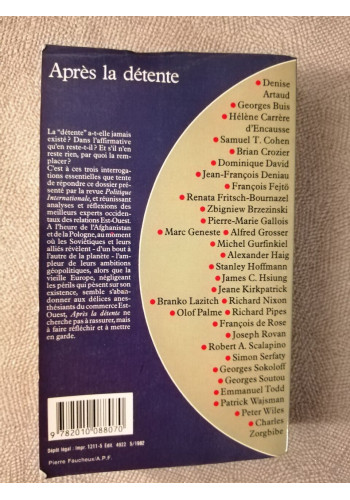 Après la détente
La “détente” a-t-elle jamais
existé ? Dans l'affirmative
qu'en reste-t-il ? Et s'il n'en
reste rien, par quoi la rem-
placer ?
C'est à ces trois interroga-
tions essentielles que tente
de répondre ce dossier pré-
senté par la revue Politique
Internationale, et réunissant
analyses et réflexions des
meilleurs experts occiden-
taux des relations Est-Ouest.
A l'heure de l'Afghanistan
et de la Pologne, au moment
où les Soviétiques et leurs
alliés révèlent - d'un bout à
l'autre de la planète - l'am-
pleur de leurs ambitions
géopolitiques, alors que la
vieille Europe, négligeant
les périls qui pèsent sur son
existence, semble s'aban-
donner aux délices anes-
thésiants du commerce Est-
Ouest, Après la détente ne
cherche pas à rassurer, mais
à faire réfléchir et à mettre
en garde.
• Denise
Artaud
• Georges Buis
• Hélène Carrère
d'Encausse
• Samuel T. Cohen
• Brian Crozier
• Dominique David
• Jean-François Deniau
• François Fejtö
• Renata Fritsch-Bournazel
• Zbigniew Brzezinski
• Pierre-Marie Gallois
• Marc Geneste • Alfred Grosser
• Michel Gurfinkiel
• Alexander Haig
• Stanley Hoffmann
• James C. Hsiung
• Jeane Kirkpatrick
• Branko Lazitch • Richard Nixon
• Olof Palme • Richard Pipes
• François de Rose
• Joseph Rovan
• Robert A. Scalapino
• Simon Serfaty
• Georges Sokoloff
• Georges Soutou
• Emmanuel Todd
• Patrick Wajsman
• Peter Wiles
• Charles
Zorgbibe
9 782010 088070
Dépôt légal : Impr. 1211-5 Edit. 4923 5/1982
Pierre Faucheux/A.P.F.